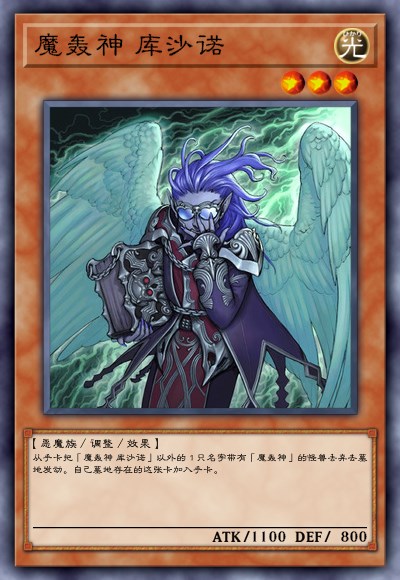 魔轰神 库沙诺
ひかり
光
【恶魔族／调整／效果】
从手卡把「魔轰神 库沙诺」以外的1只名字带有「魔轰神」的怪兽丢弃去墓
地发动。自己墓地存在的这张卡加入手卡。
ATK/1100 DEF/ 800